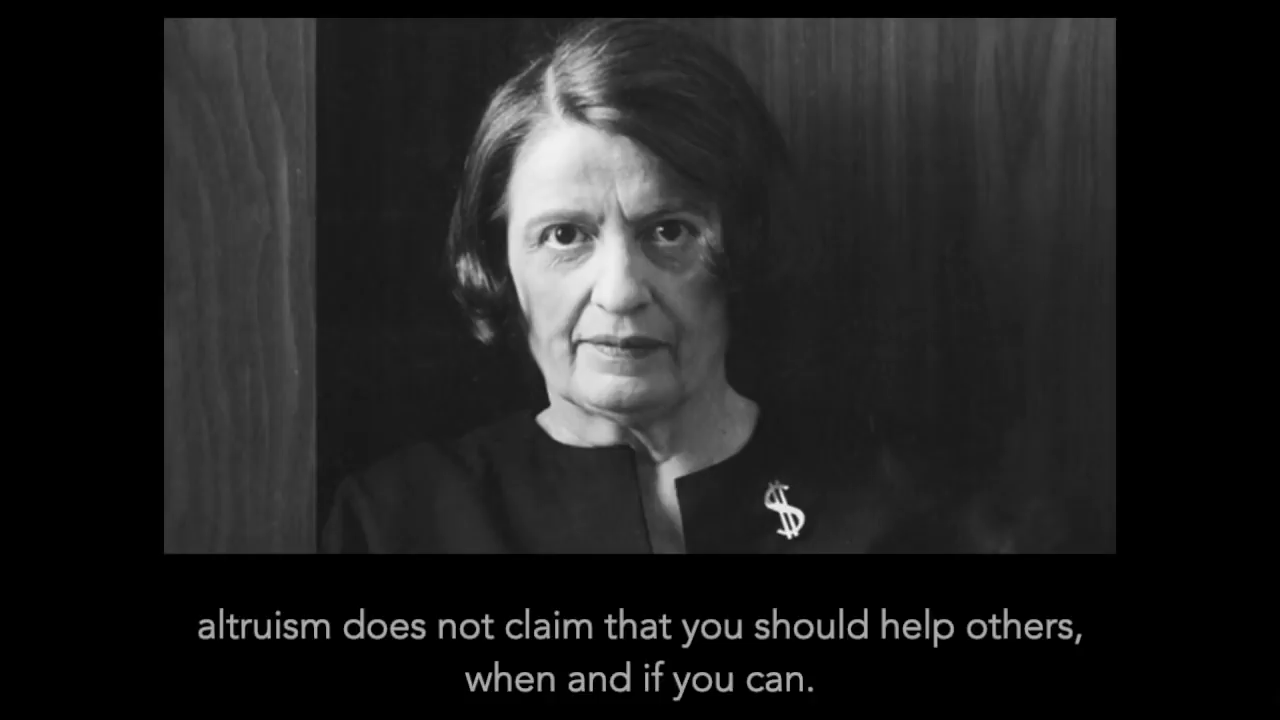 $
altruism does not claim that you should help others,
when and if you can.